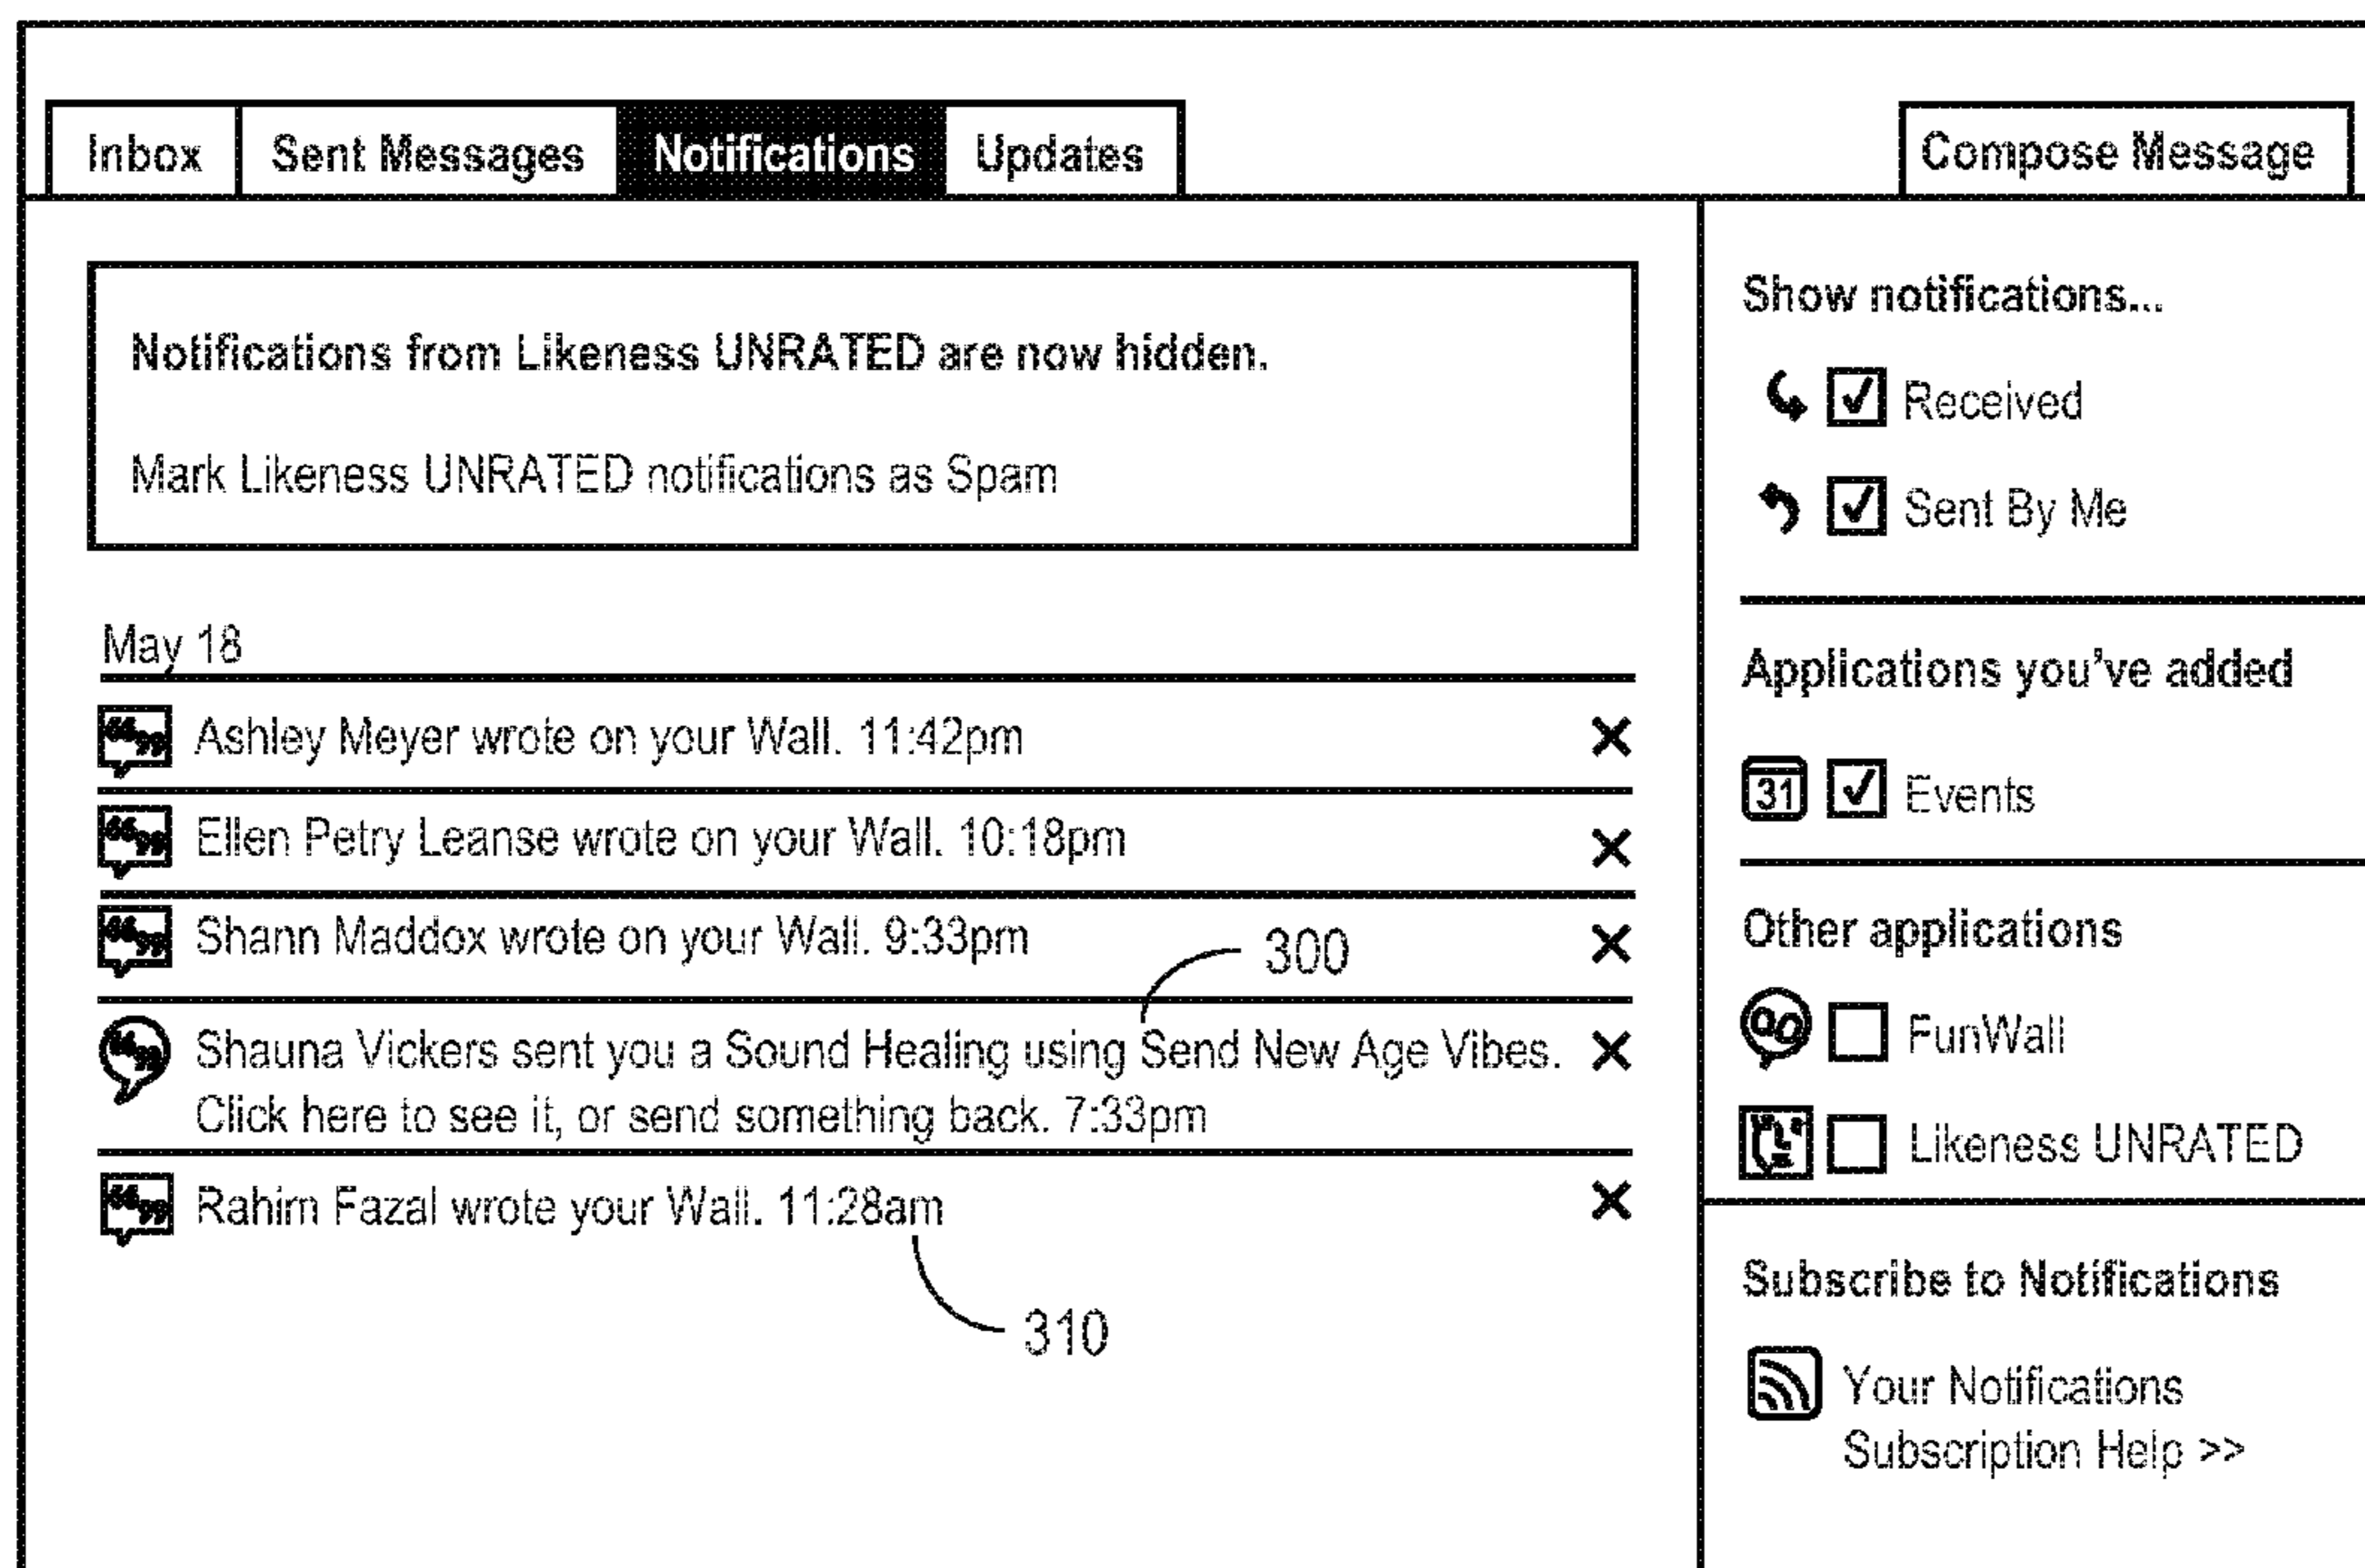 Inbox
Sent Messages
Notifications
Updates
Compose Message
Notifications from Likeness UNRATED are now hidden.
Mark Likeness UNRATED notifications as Spam
May 18
Ashley Meyer wrote on your Wall. 11:42pm
Ellen Petry Leanse wrote on your Wall. 10:18pm
Shann Maddox wrote on your Wall. 9:33pm
300
Shauna Vickers sent you a Sound Healing using Send New Age Vibes.
Click here to see it, or send something back. 7:33pm
Rahim Fazal wrote your Wall. 11:28am
310
Show notifications...
Received
Sent By Me
Applications you've added
31
Events
Other applications
FunWall
Likeness UNRATED
Subscribe to Notifications
Your Notifications
Subscription Help >>